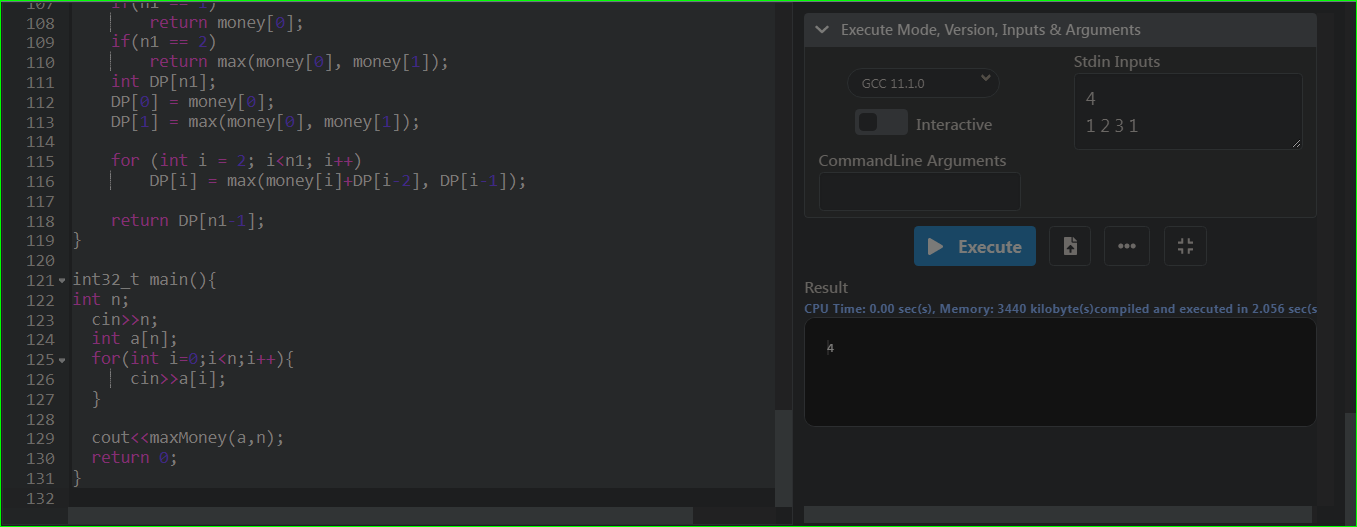 107 if(n1 == 1)
108 return money[0];
109 if(n1 == 2)
110 return max(money[0], money[1]);
111 int DP[n1];
112 DP[0] = money[0];
113 DP[1] = max(money[0], money[1]);
114
115 for (int i = 2; i<n1; i++)
116 DP[i] = max(money[i]+DP[i-2], DP[i-1]);
117
118 return DP[n1-1];
119 }
120
121 int32_t main(){
122 int n;
123 cin>>n;
124 int a[n];
125 for(int i=0;i<n;i++){
126 cin>>a[i];
127 }
128
129 cout<<maxMoney(a,n);
130 return 0;
131 }
132
Execute Mode, Version, Inputs & Arguments
GCC 11.1.0
Interactive
Stdin Inputs
4
1 2 3 1
CommandLine Arguments
Execute
Result
CPU Time: 0.00 sec(s), Memory: 3440 kilobyte(s)compiled and executed in 2.056 sec(s
4